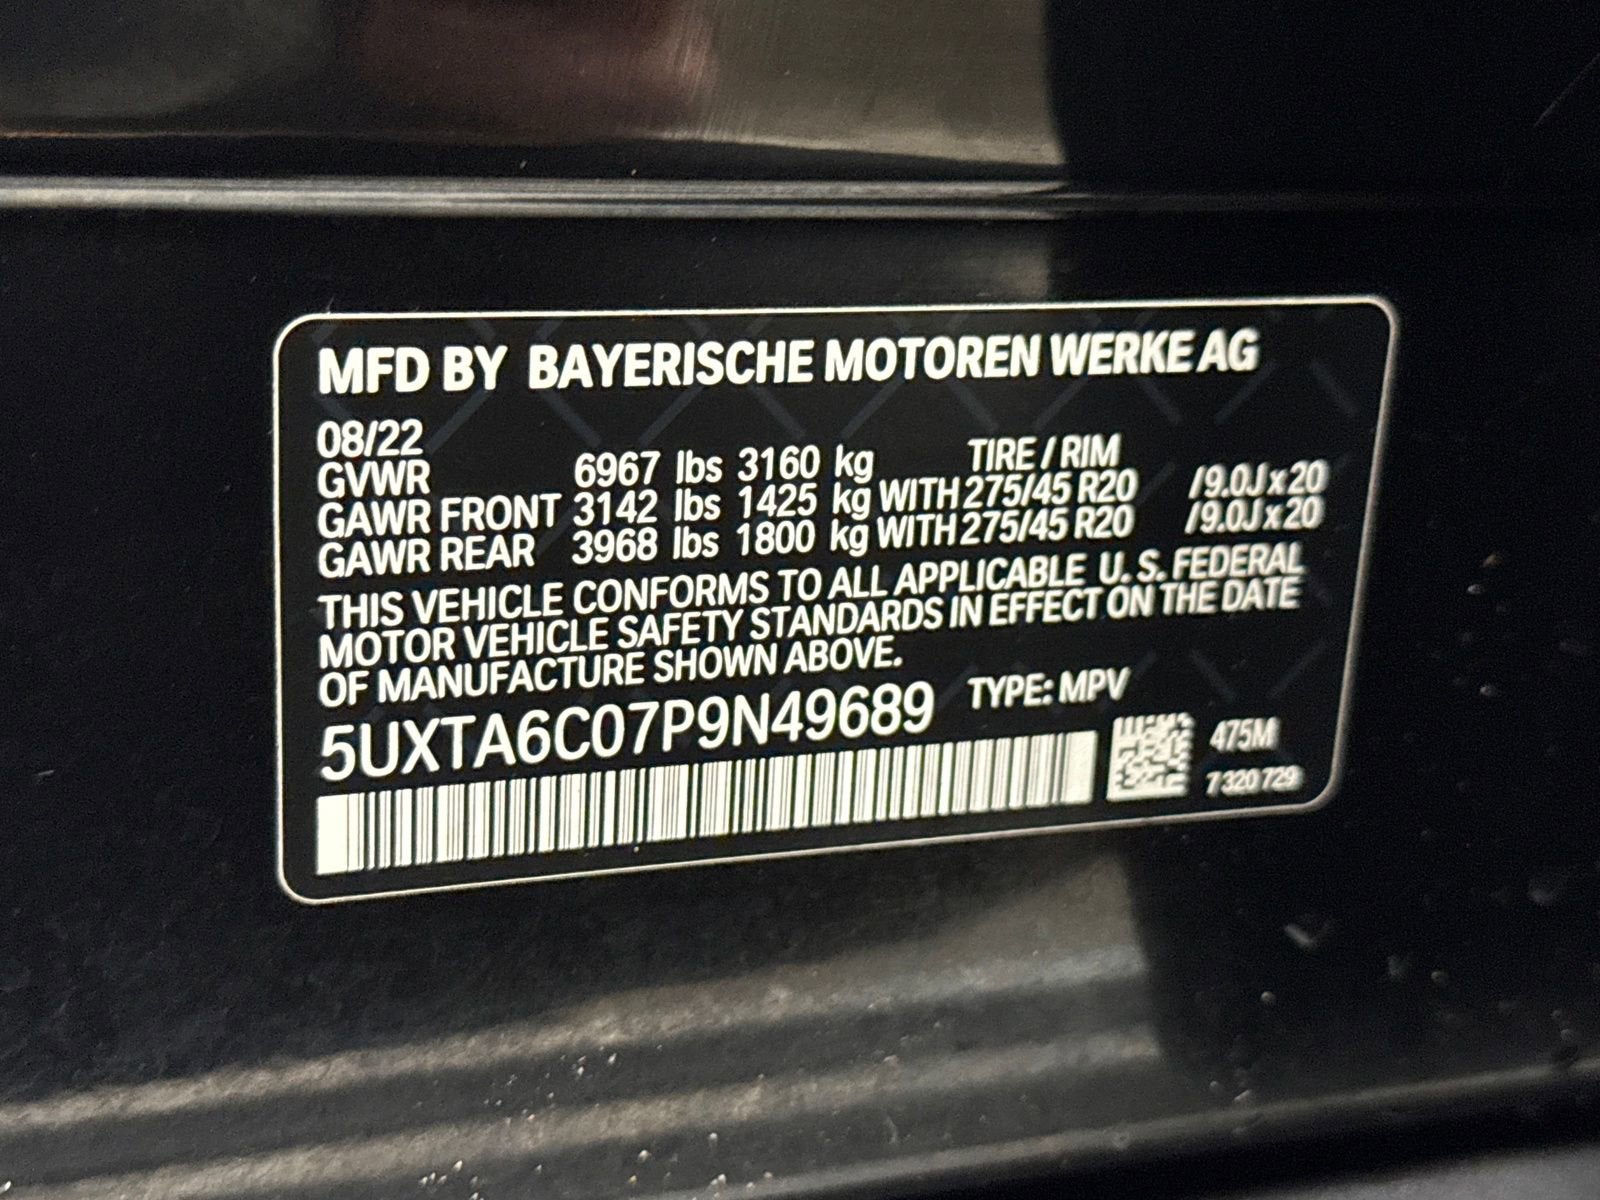 MFD BY BAYERISCHE MOTOREN WERKE AG
08/22
GVWR 6967 lbs 3160 kg TIRE / RIM
GAWR FRONT 3142 lbs 1425 kg WITH 275/45 R20 /9.0J x 20
GAWR REAR 3968 lbs 1800 kg WITH 275/45 R20 /9.0J x 20
THIS VEHICLE CONFORMS TO ALL APPLICABLE U. S. FEDERAL
MOTOR VEHICLE SAFETY STANDARDS IN EFFECT ON THE DATE
OF MANUFACTURE SHOWN ABOVE.
5UXTA6C07P9N49689 TYPE: MPV
475M
7 320 729